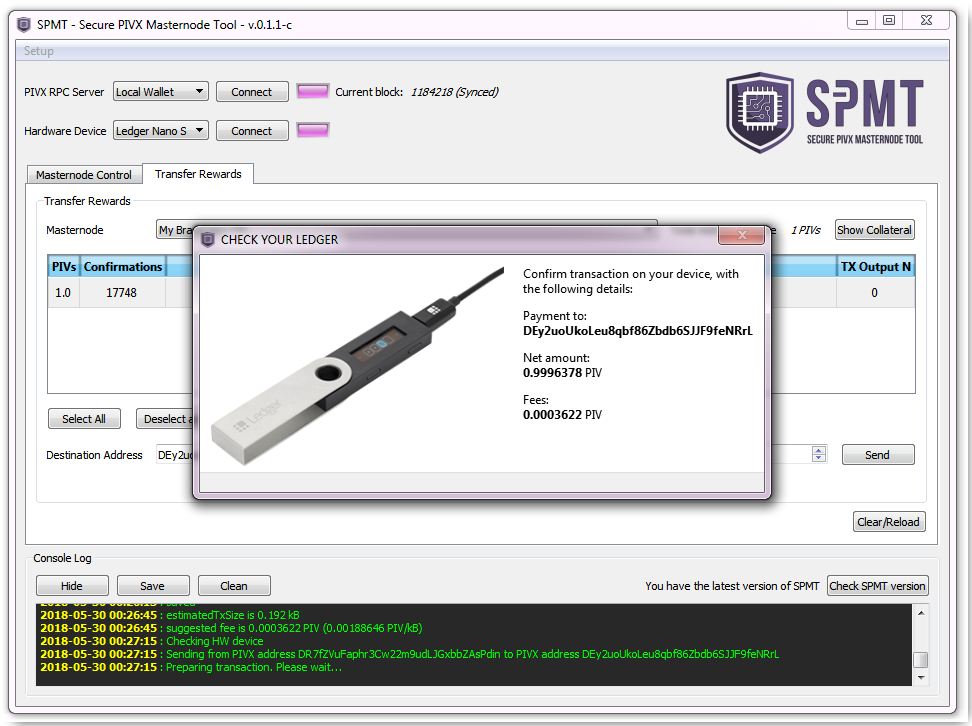 SPMT - Secure PIVX Masternode Tool - v.0.1.1-c
Setup
PIVX RPC Server Local Wallet Connect Current block: 1184218 (Synced)
Hardware Device Ledger Nano S Connect
SPMT
SECURE PIVX MASTERNODE TOOL
Masternode Control Transfer Rewards
Transfer Rewards
Masternode 1 PIVs Show Collateral
CHECK YOUR LEDGER
PIVs Confirmations TX Output N
1.0 17748 0
Confirm transaction on your device, with
the following details:
Payment to:
DEy2uoUkoLeu8qbf86Zbdb6SJJF9feNRrL
Net amount:
0.9996378 PIV
Fees:
0.0003622 PIV
Ledger
Select All Deselect
Destination Address Send
Clear/Reload
Console Log
Hide Save Clean You have the latest version of SPMT Check SPMT version
2018-05-30 00:26:45 : estimatedTxSize is 0.192 kB
2018-05-30 00:26:45 : suggested fee is 0.0003622 PIV (0.00188646 PIV/kB)
2018-05-30 00:27:15 : Checking HW device
2018-05-30 00:27:15 : Sending from PIVX address DR7fZVuFaphr3Cw22m9udLJGxbbZAsPdin to PIVX address DEy2uoUkoLeu8qbf86Zbdb6SJJF9feNRrL
2018-05-30 00:27:15 : Preparing transaction. Please wait...